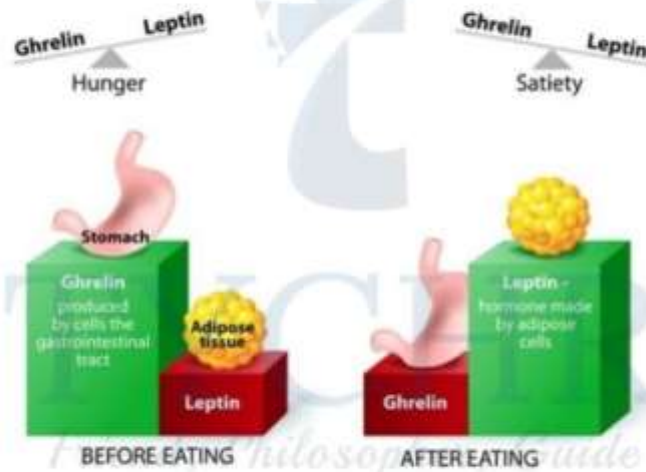 Ghrelin Leptin
Hunger
Ghrelin Leptin
Satiety
Stomach
Ghrelin
produced
by cells the
gastrointestinal
tract
Adipose
tissue
Leptin
BEFORE EATING
Leptin -
hormone made
by adipose
cells
Ghrelin
AFTER EATING